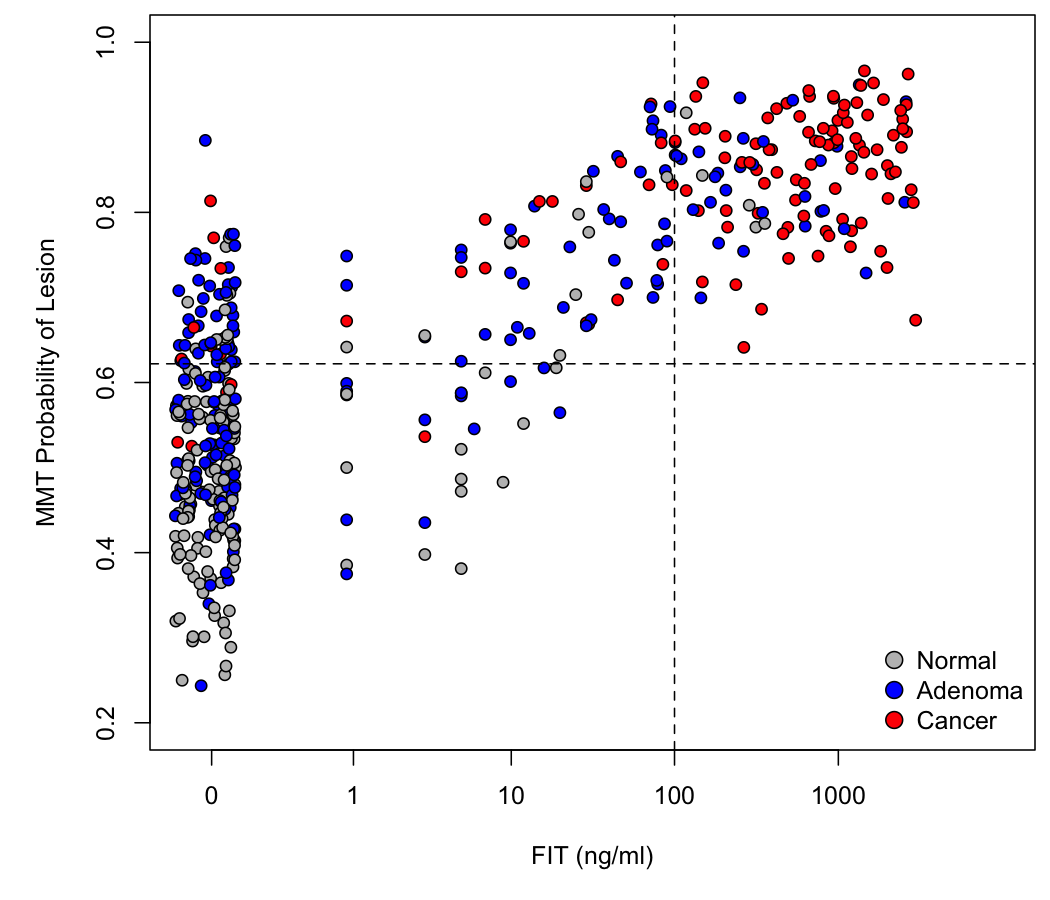 1.0
0.8
0.6
0.4
0.2
MMT Probability of Lesion
Normal
Adenoma
Cancer
0 1 10 100 1000
FIT (ng/ml)